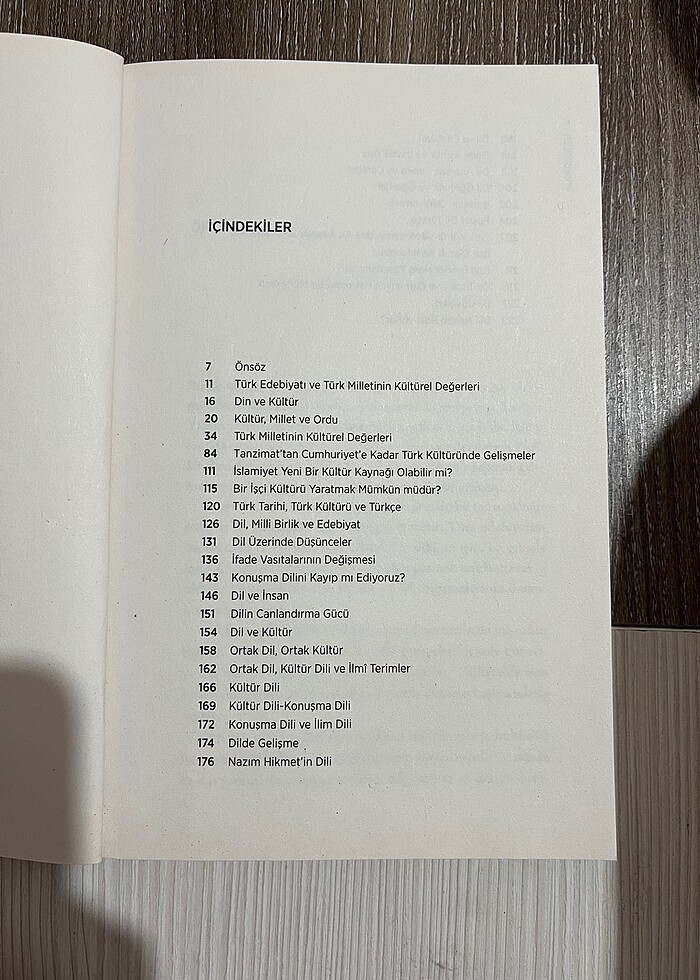 İÇİNDEKİLER
7 Önsöz
11 Türk Edebiyatı ve Türk Milletinin Kültürel Değerleri
16 Din ve Kültür
20 Kültür, Millet ve Ordu
34 Türk Milletinin Kültürel Değerleri
84 Tanzimat'tan Cumhuriyet'e Kadar Türk Kültüründe Gelişmeler
111 İslamiyet Yeni Bir Kültür Kaynağı Olabilir mi?
115 Bir İşçi Kültürü Yaratmak Mümkün müdür?
120 Türk Tarihi, Türk Kültürü ve Türkçe
126 Dil, Milli Birlik ve Edebiyat
131 Dil Üzerinde Düşünceler
136 İfade Vasıtalarının Değişmesi
143 Konuşma Dilini Kayıp mı Ediyoruz?
146 Dil ve İnsan
151 Dilin Canlandırma Gücü
154 Dil ve Kültür
158 Ortak Dil, Ortak Kültür
162 Ortak Dil, Kültür Dili ve İlmî Terimler
166 Kültür Dili
169 Kültür Dili-Konuşma Dili
172 Konuşma Dili ve İlim Dili
174 Dilde Gelişme
176 Nazım Hikmet'in Dili